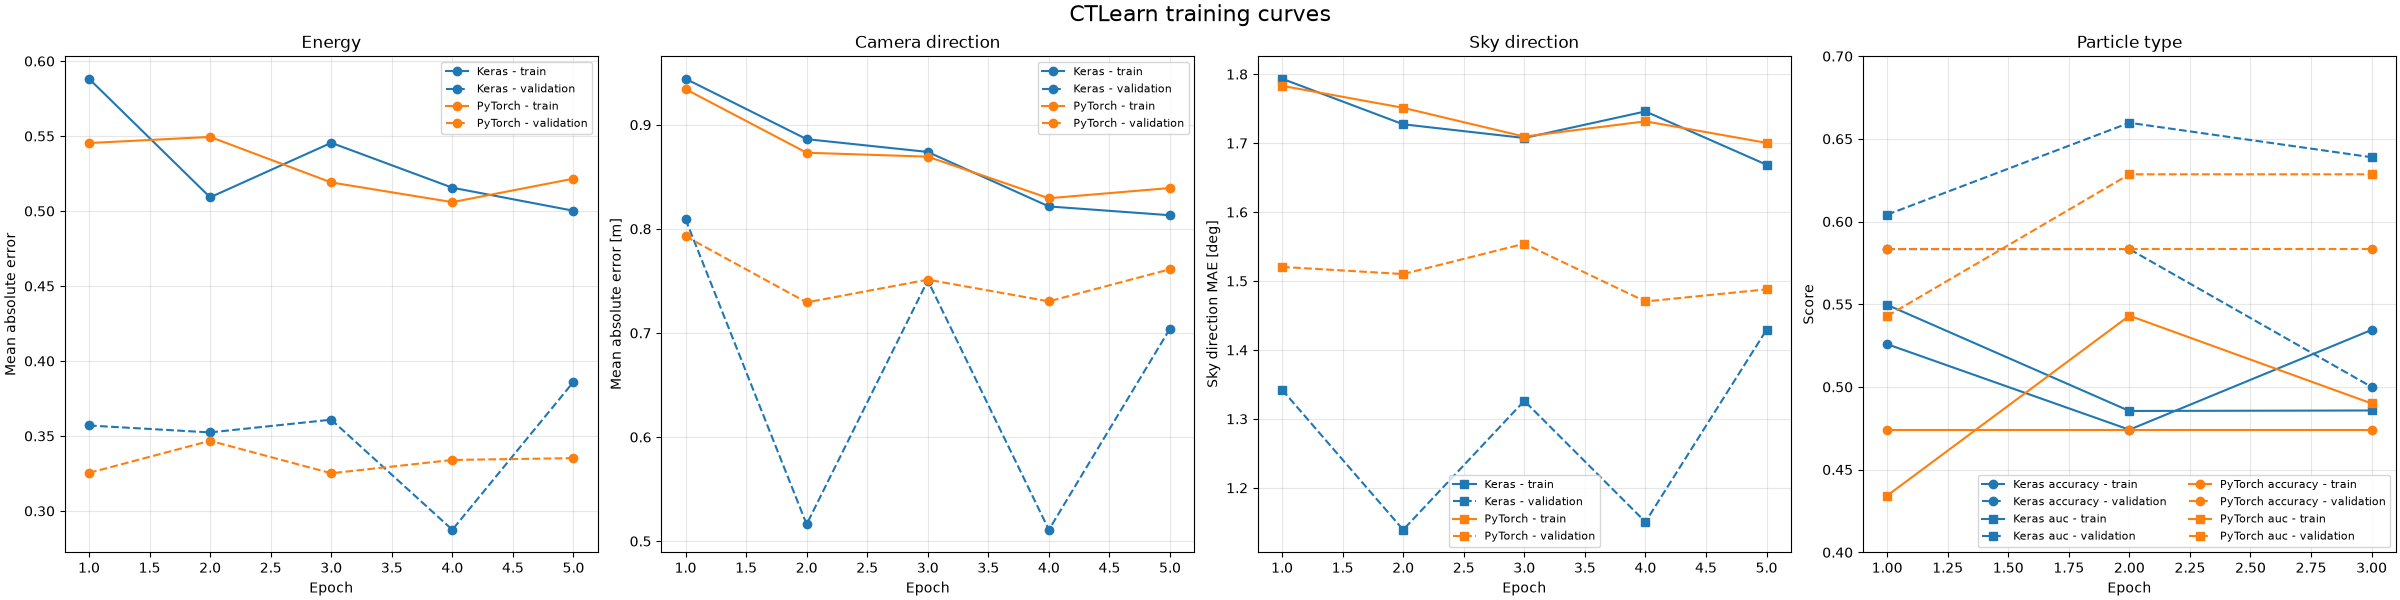 CTLearn training curves
Energy
Mean absolute error
0.60
0.55
0.50
0.45
0.40
0.35
0.30
Keras - train
Keras - validation
PyTorch - train
PyTorch - validation
1.0 1.5 2.0 2.5 3.0 3.5 4.0 4.5 5.0
Epoch
Camera direction
Mean absolute error [m]
0.9
0.8
0.7
0.6
0.5
Keras - train
Keras - validation
PyTorch - train
PyTorch - validation
1.0 1.5 2.0 2.5 3.0 3.5 4.0 4.5 5.0
Epoch
Sky direction
Sky direction MAE [deg]
1.8
1.7
1.6
1.5
1.4
1.3
1.2
Keras - train
Keras - validation
PyTorch - train
PyTorch - validation
1.0 1.5 2.0 2.5 3.0 3.5 4.0 4.5 5.0
Epoch
Particle type
Score
0.70
0.65
0.60
0.55
0.50
0.45
0.40
Keras accuracy - train
Keras accuracy - validation
Keras auc - train
Keras auc - validation
PyTorch accuracy - train
PyTorch accuracy - validation
PyTorch auc - train
PyTorch auc - validation
1.00 1.25 1.50 1.75 2.00 2.25 2.50 2.75 3.00
Epoch